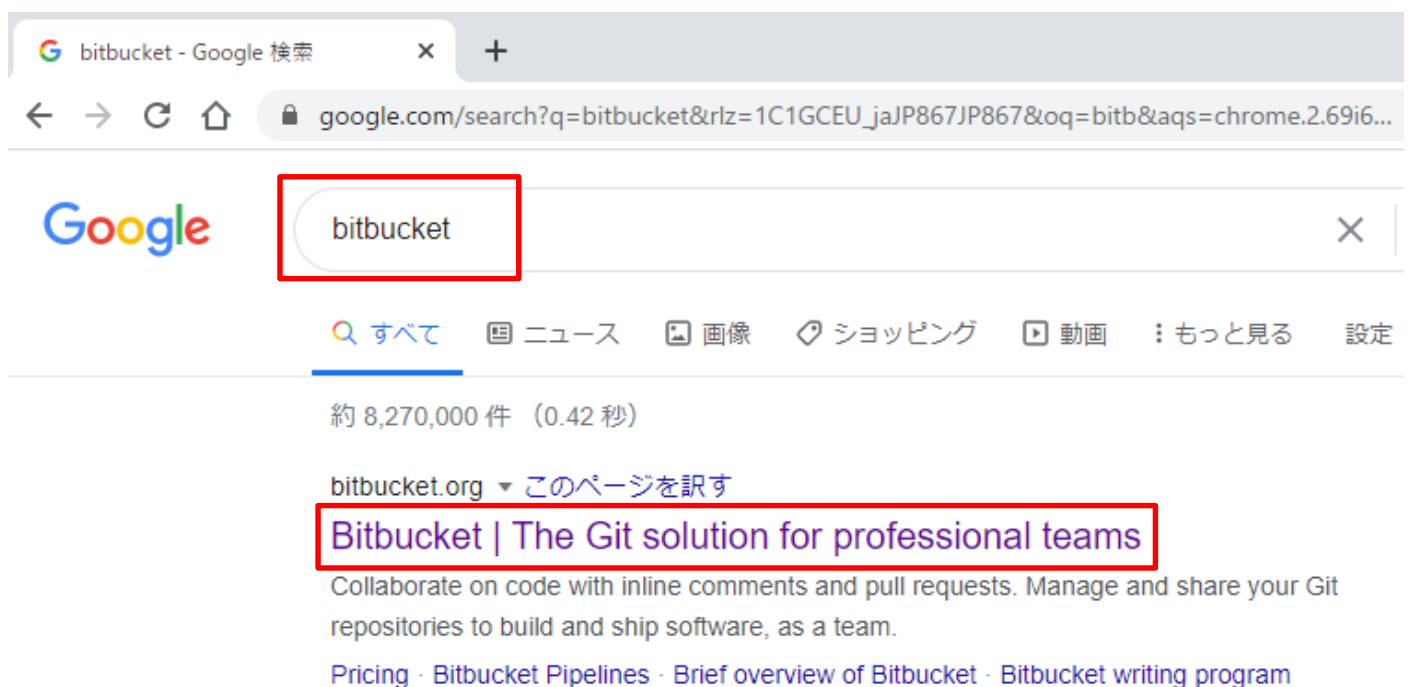 bitbucket - Google 検索
google.com/search?q=bitbucket&rlz=1C1GCEU_jaJP867JP867&oq=bitb&aqs=chrome.2.69i6...
Google bitbucket
すべて ニュース 画像 ショッピング 動画 もっと見る 設定
約 8,270,000 件 （0.42 秒）
bitbucket.org このページを訳す
Bitbucket | The Git solution for professional teams
Collaborate on code with inline comments and pull requests. Manage and share your Git
repositories to build and ship software, as a team.
Pricing · Bitbucket Pipelines · Brief overview of Bitbucket · Bitbucket writing program